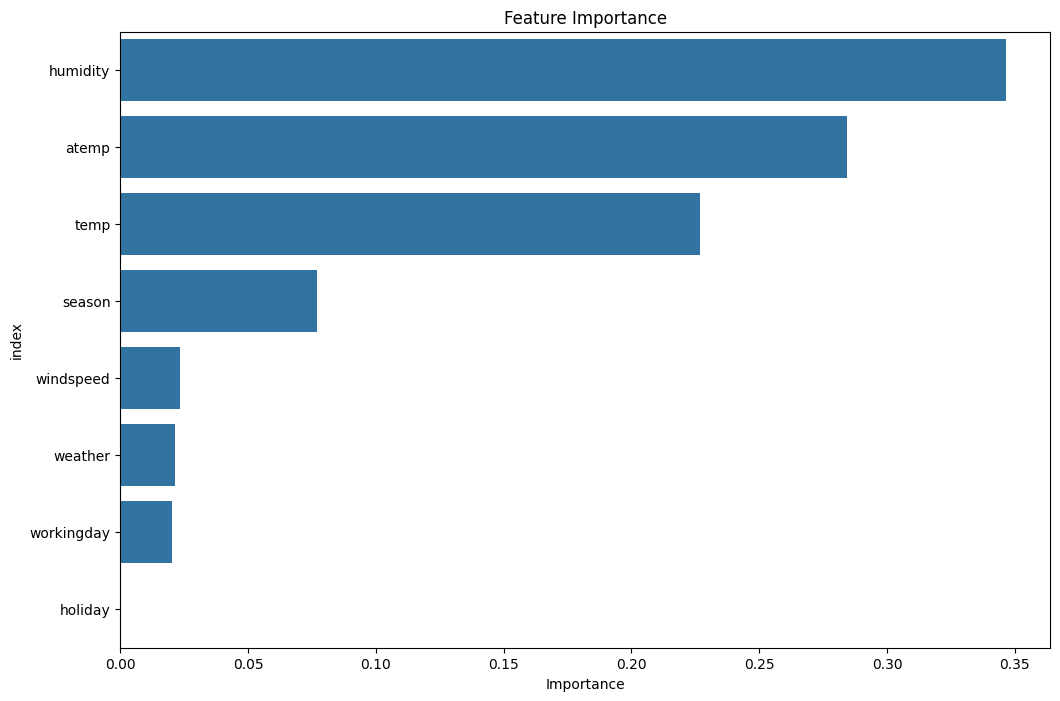 Feature Importance
humidity
atemp
temp
season
windspeed
weather
workingday
holiday
index
0.00 0.05 0.10 0.15 0.20 0.25 0.30 0.35
Importance